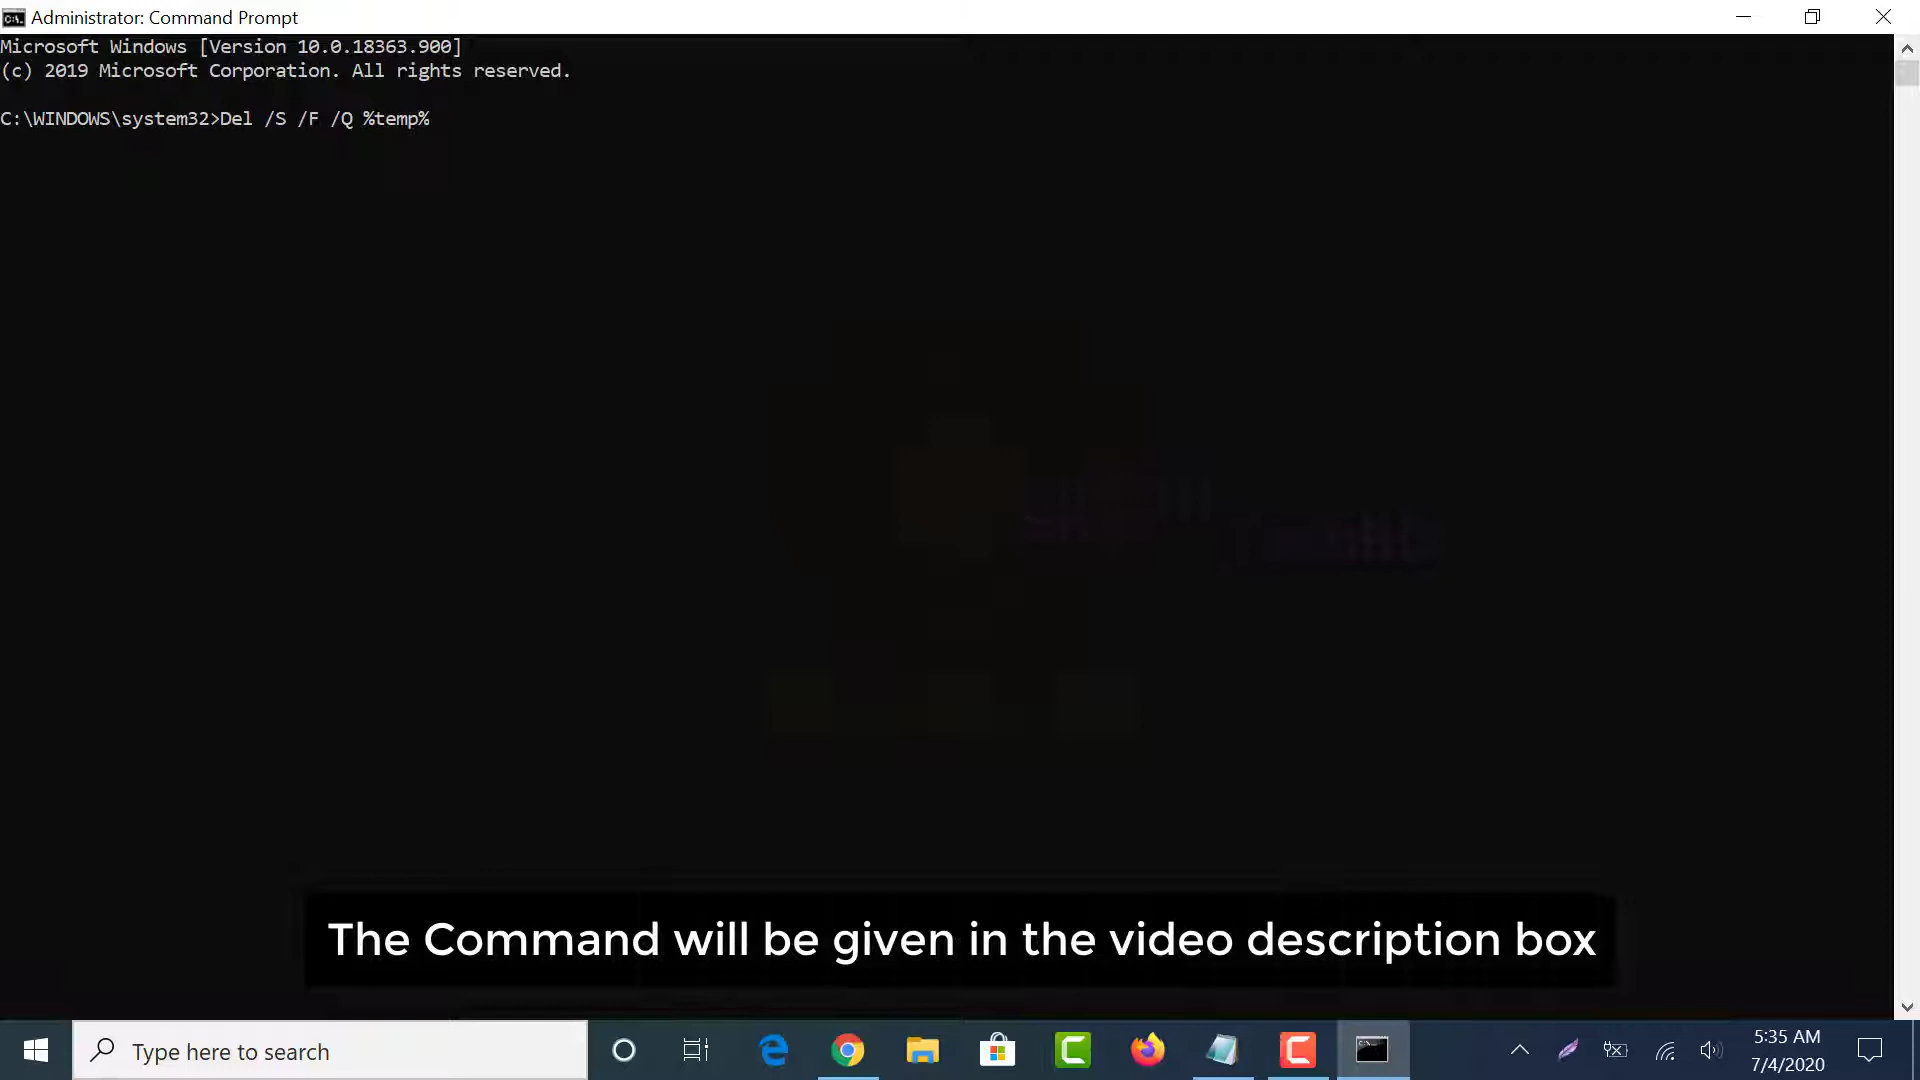 Administrator: Command Prompt
Microsoft Windows [Version 10.0.18363.900]
(c) 2019 Microsoft Corporation. All rights reserved.
C:\WINDOWS\system32>Del /S /F /Q %temp%
The Command will be given in the video description box
Type here to search
5:35 AM
7/4/2020